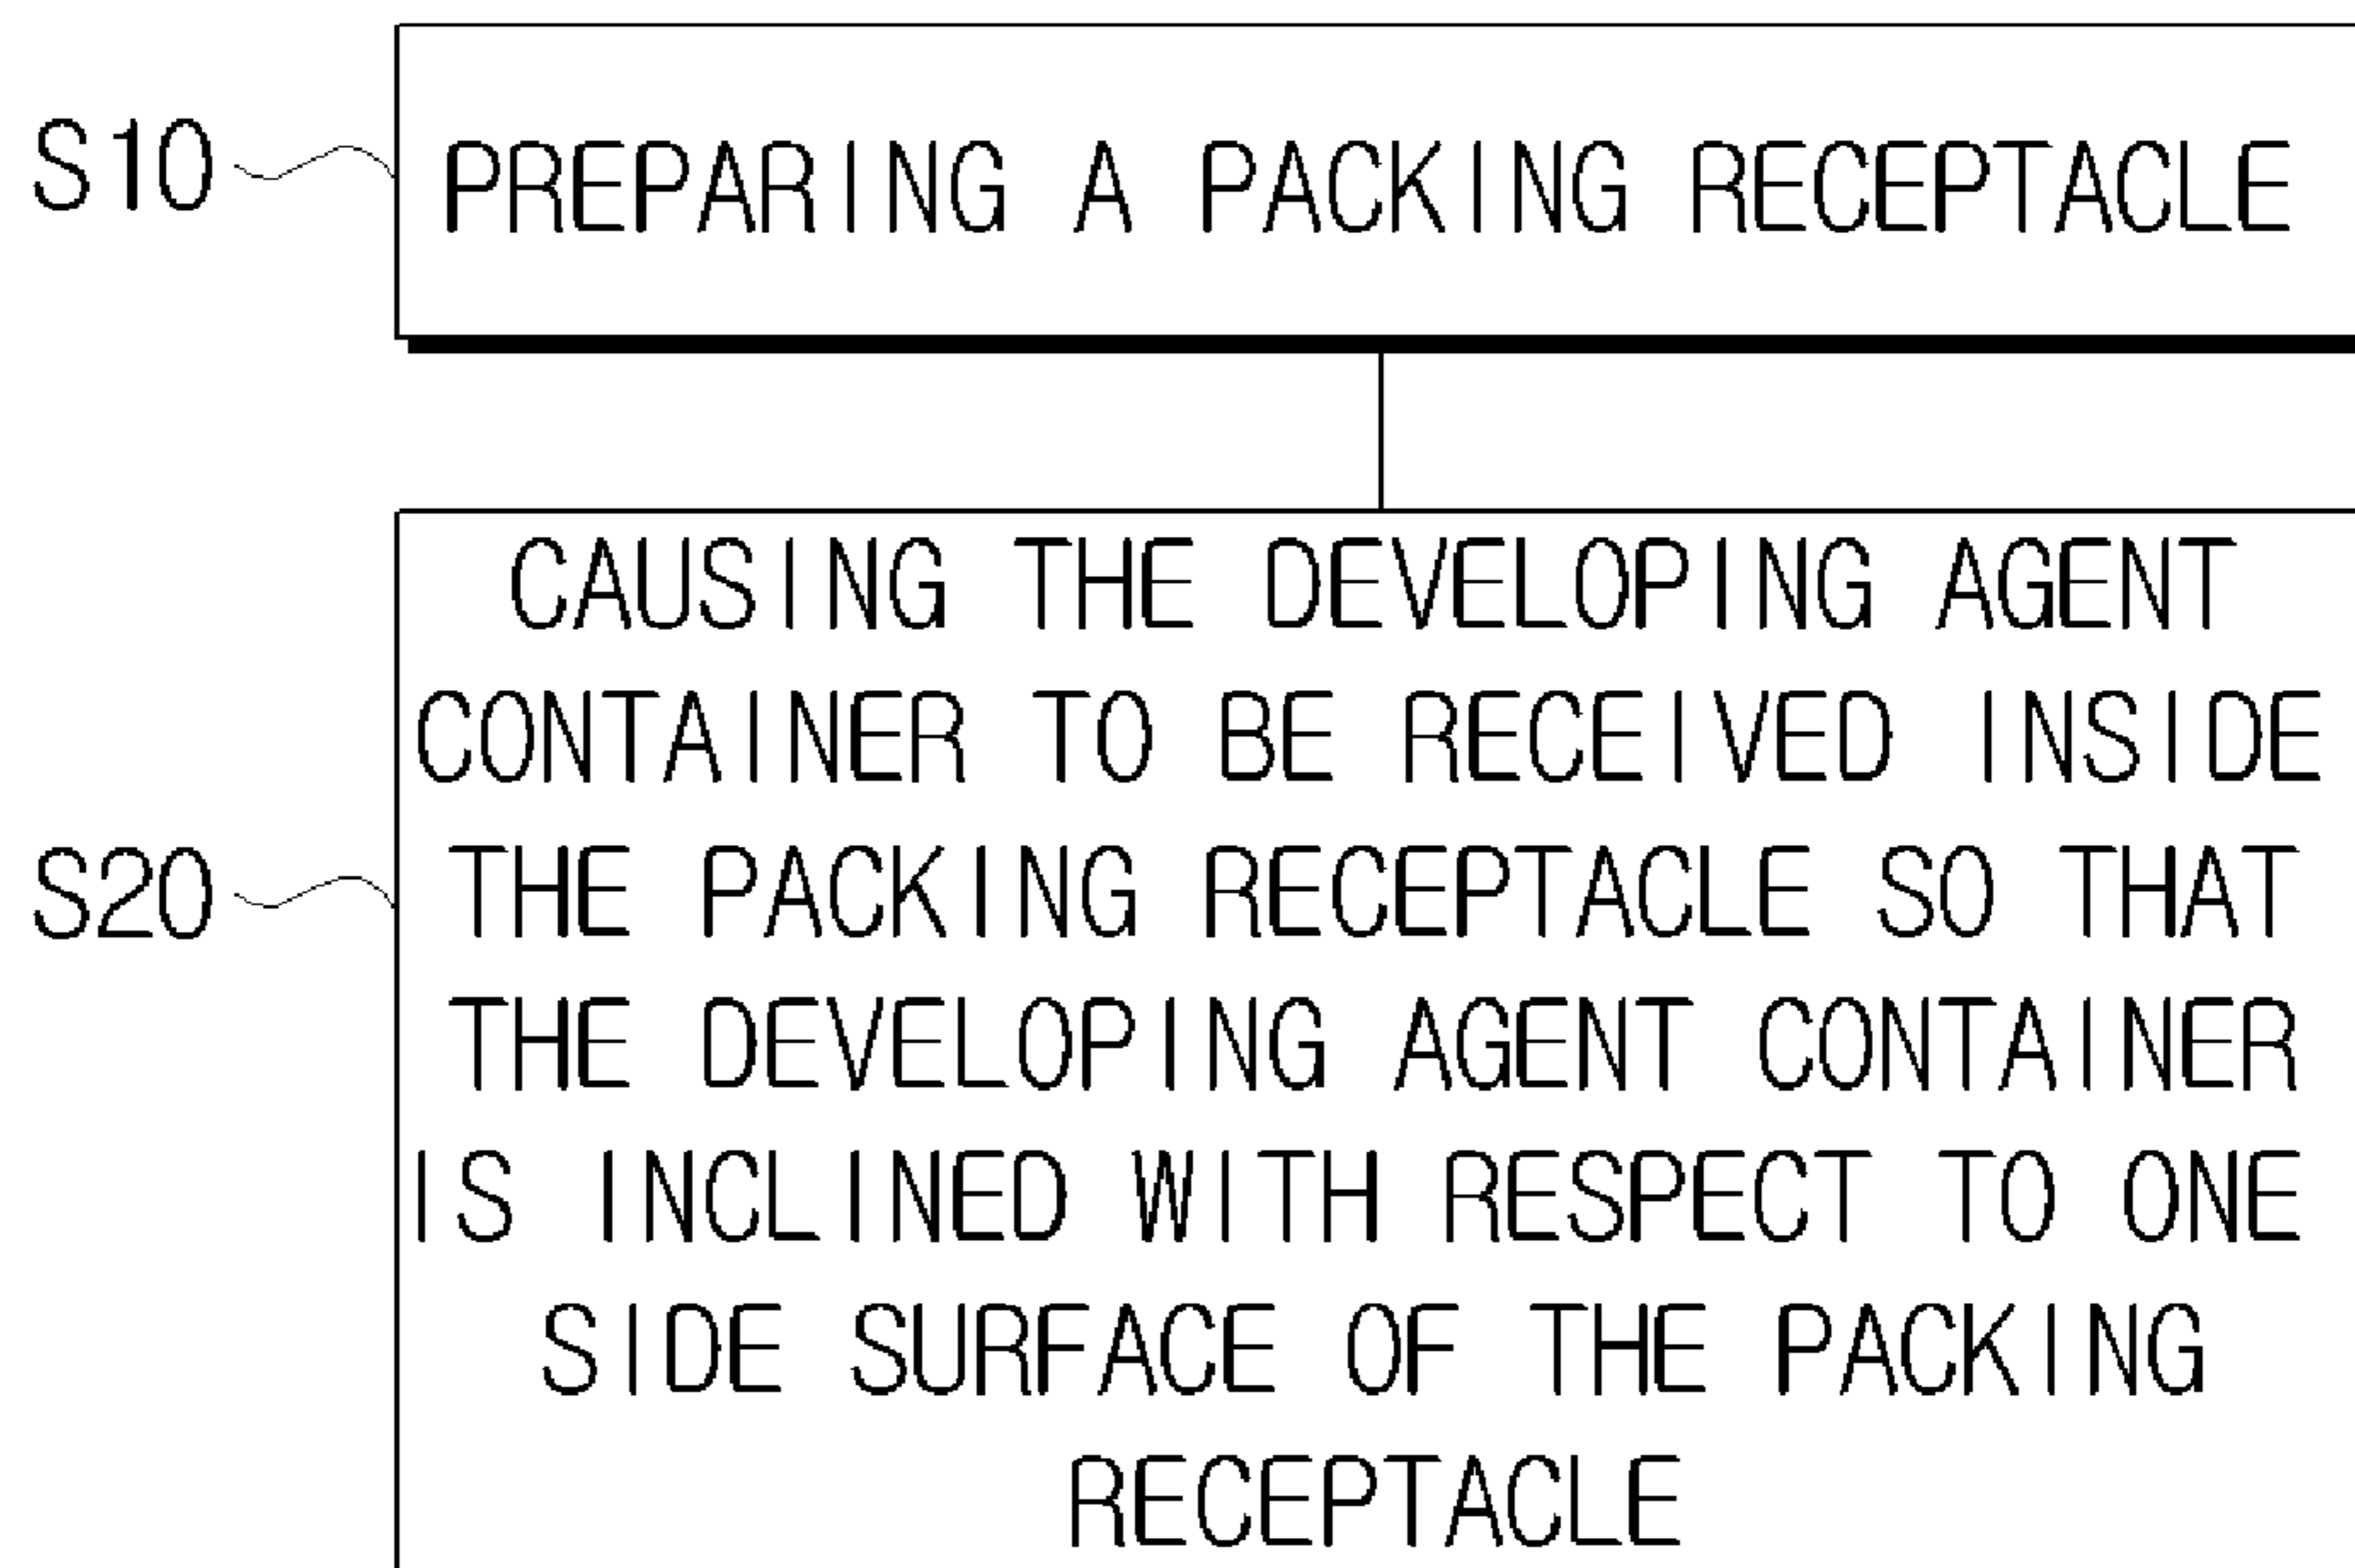 S10 PREPARING A PACKING RECEPTACLE
CAUSING THE DEVELOPING AGENT
CONTAINER TO BE RECEIVED INSIDE
S20 THE PACKING RECEPTACLE SO THAT
THE DEVELOPING AGENT CONTAINER
IS INCLINED WITH RESPECT TO ONE
SIDE SURFACE OF THE PACKING
RECEPTACLE